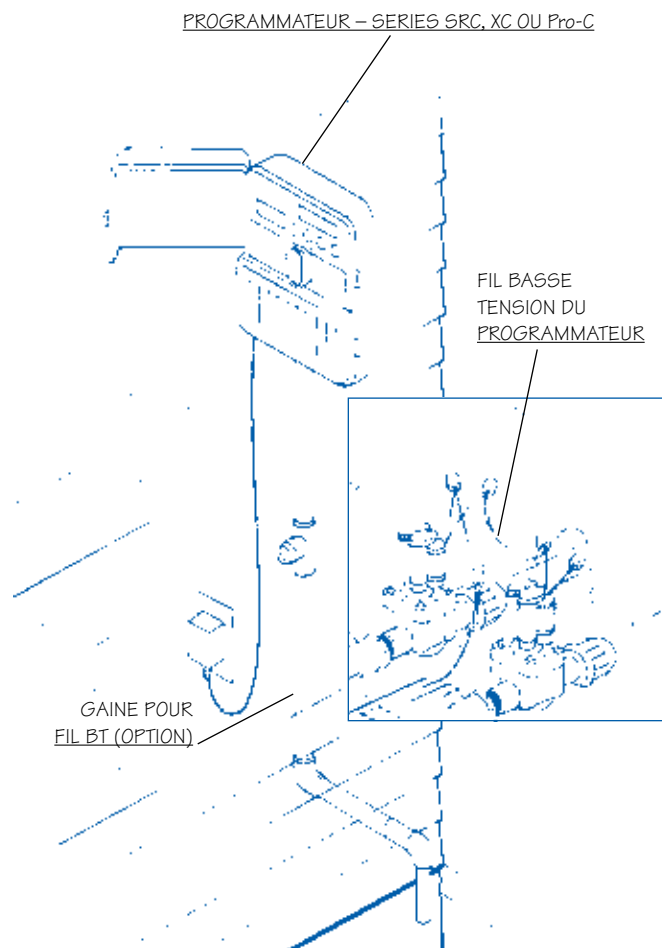 PROGRAMMATEUR – SERIES SRC, XC OU Pro-C
FIL BASSE
TENSION DU
PROGRAMMATEUR
GAINE POUR
FIL BT (OPTION)